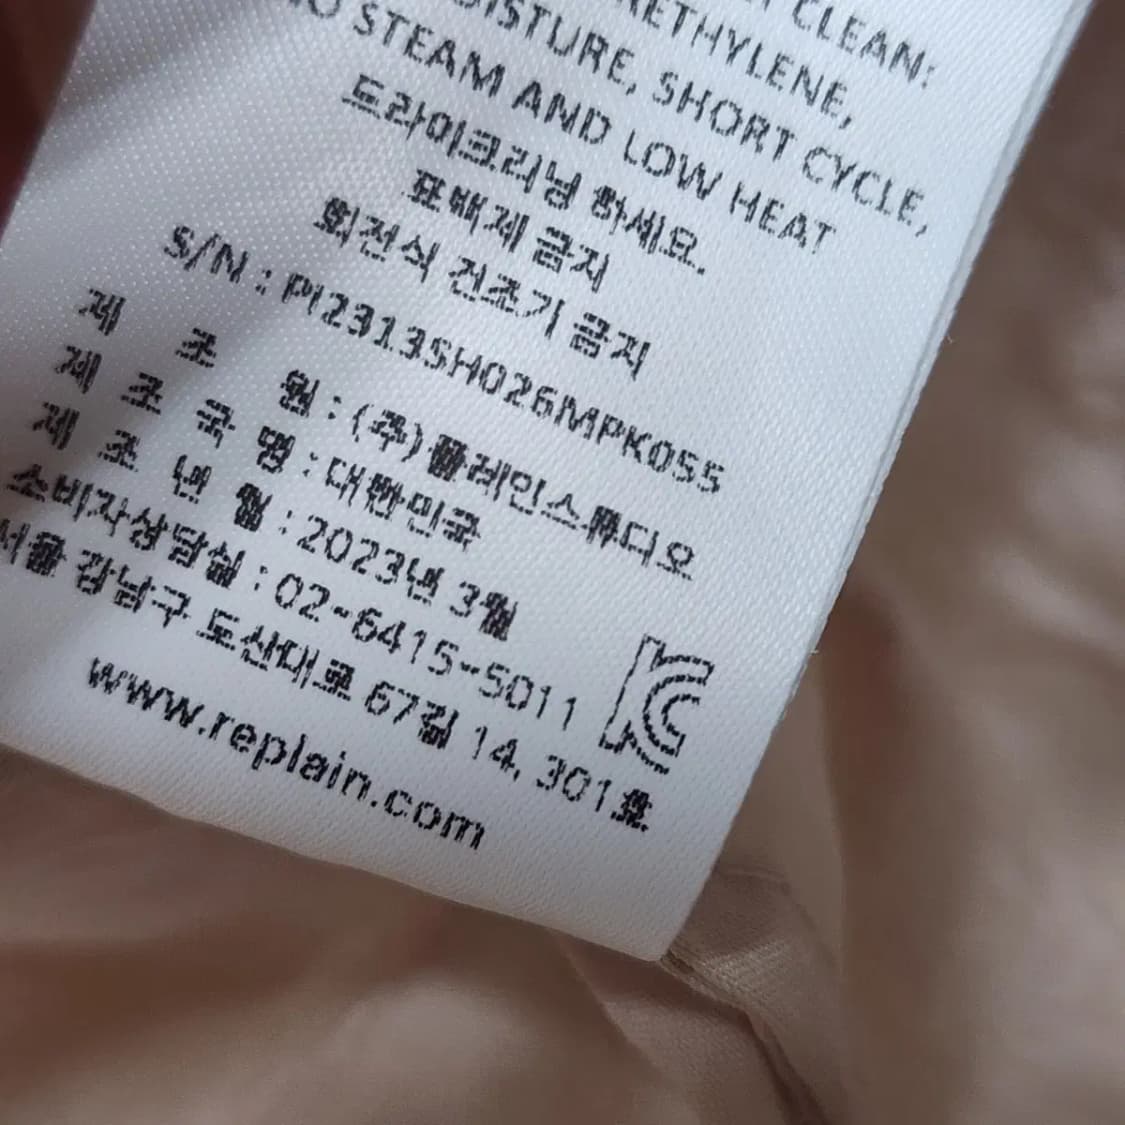 CLEAN:
RETHYLENE,
OISTURE, SHORT CYCLE,
NO STEAM AND LOW HEAT
드라이크리닝 하세요.
표백제 금지
회전식 건조기 금지
S/N : PI2313SH026MPK055
제 조 원 : (주)플레인스튜디오
제 조 국 명 : 대한민국
제 조 년 월 : 2023년 3월
소비자상담실 : 02-6415-5011
서울 강남구 도산대로 67길 14, 301호
www.replain.com